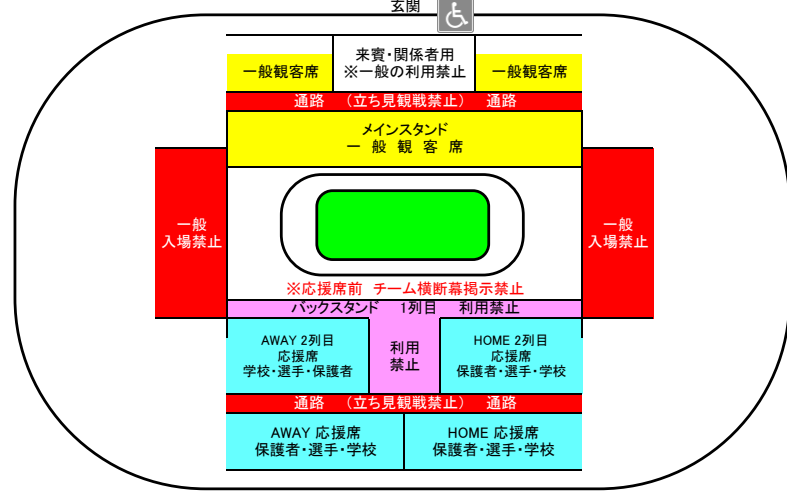 玄関
来賓・関係者用
※一般の利用禁止
一般観客席
一般観客席
通路　（立ち見観戦禁止）　通路
メインスタンド
一 般 観 客 席
一般
入場禁止
一般
入場禁止
※応援席前　チーム横断幕掲示禁止
バックスタンド　1列目　利用禁止
AWAY 2列目
応援席
学校・選手・保護者
利用
禁止
HOME 2列目
応援席
保護者・選手・学校
通路　（立ち見観戦禁止）　通路
AWAY 応援席
保護者・選手・学校
HOME 応援席
保護者・選手・学校